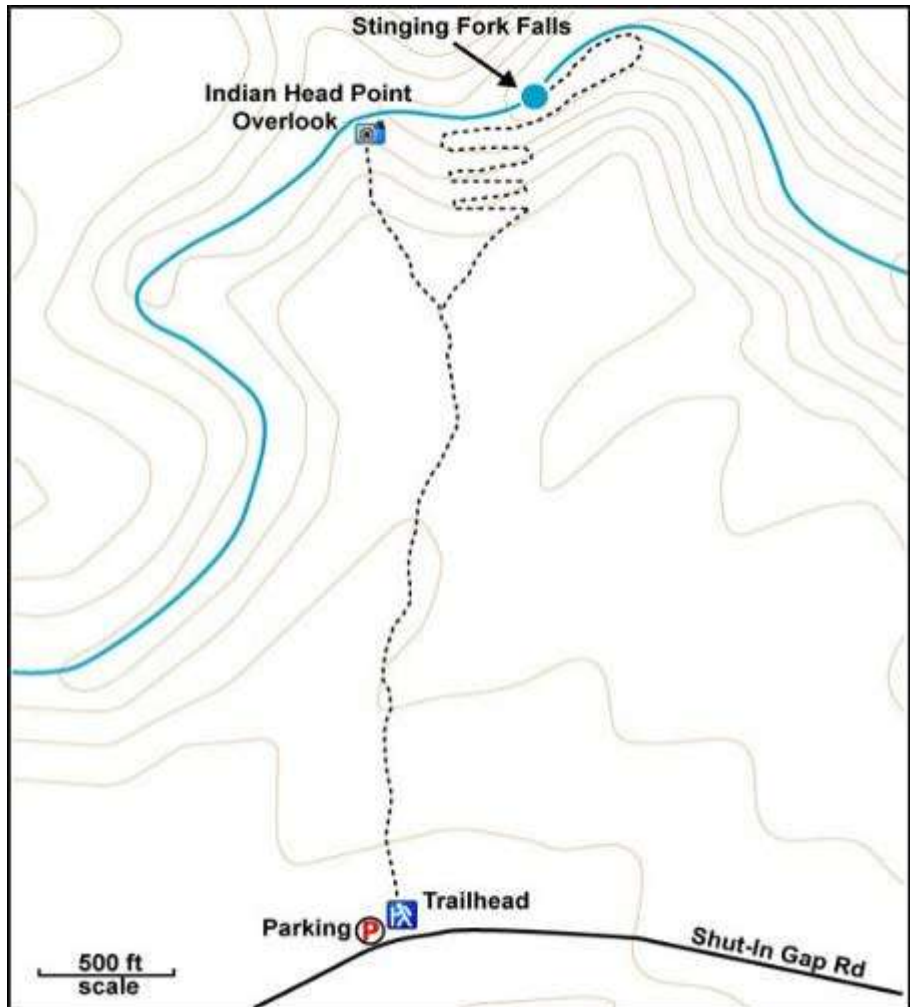 Stinging Fork Falls
Indian Head Point
Overlook
Trailhead
Parking P
Shut-In Gap Rd
500 ft
scale